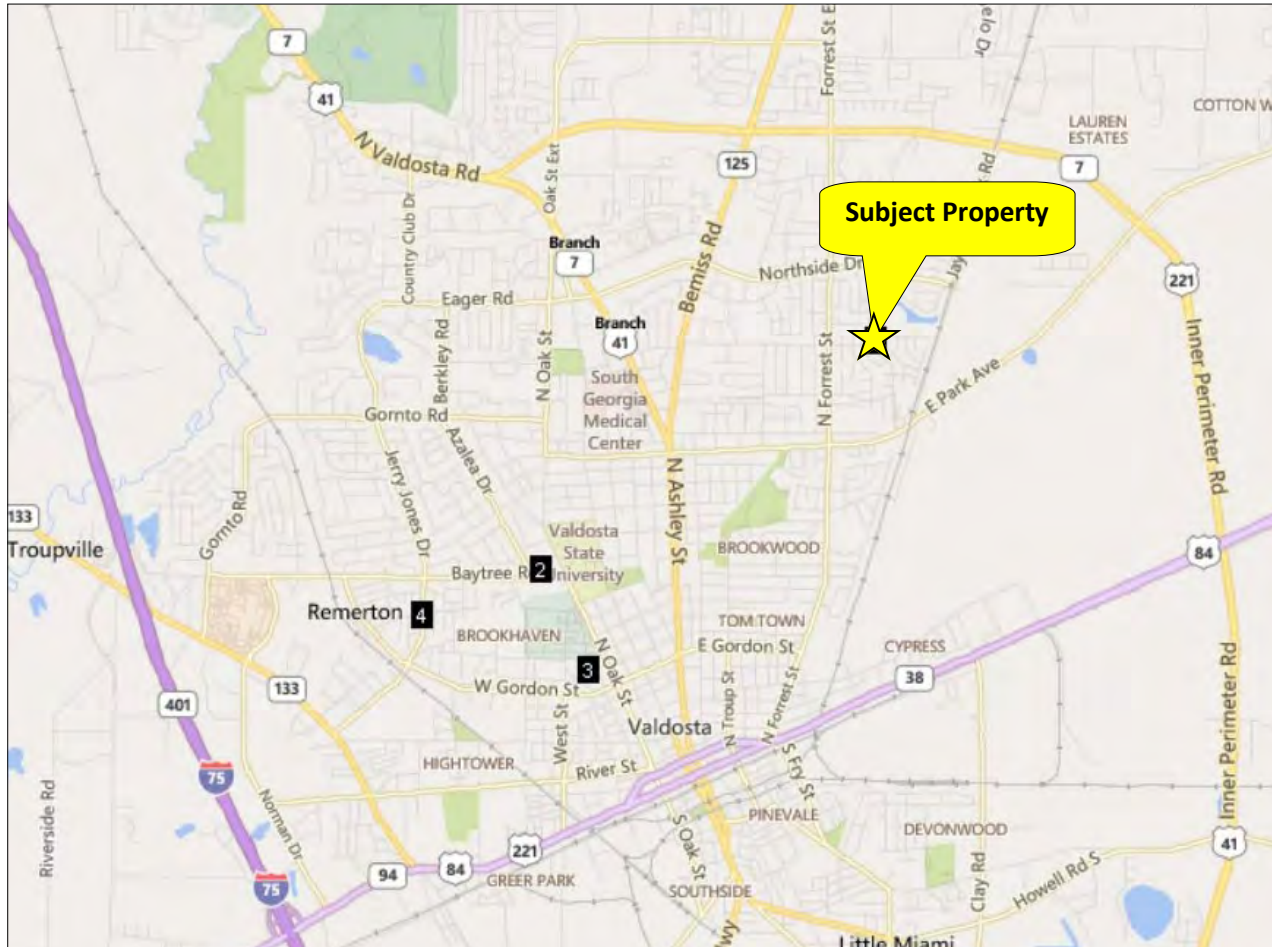 7
41
N Valdosta Rd
Oak St Ext
125
Forrest St E
LAUREN
ESTATES
COTTON W
7
Country Club Dr
Branch
7
Bemiss Rd
Subject Property
Northside Dr
221
Eager Rd
Branch
41
Berkley Rd
N Oak St
South
Georgia
Medical
Center
N Forrest St
E Park Ave
Inner Perimeter Rd
Gornto Rd
Azalea Dr
Jerry Jones Dr
N Ashley St
133
Troupville
Gornto Rd
Valdosta
State
University
BROOKWOOD
84
Baytree
2
Remerton
4
BROOKHAVEN
3
N Oak St
TOM TOWN
E Gordon St
CYPRESS
38
W Gordon St
133
401
West St
Valdosta
N Troup St
N Forrest St
75
HIGHTOWER
River St
S Fry St
Inner Perimeter Rd
Riverside Rd
Norman Dr
PINEVALE
DEVONWOOD
41
S Oak St
221
84
94
75
GREER PARK
SOUTHSIDE
Clay Rd
Howell Rd S
Little Miami